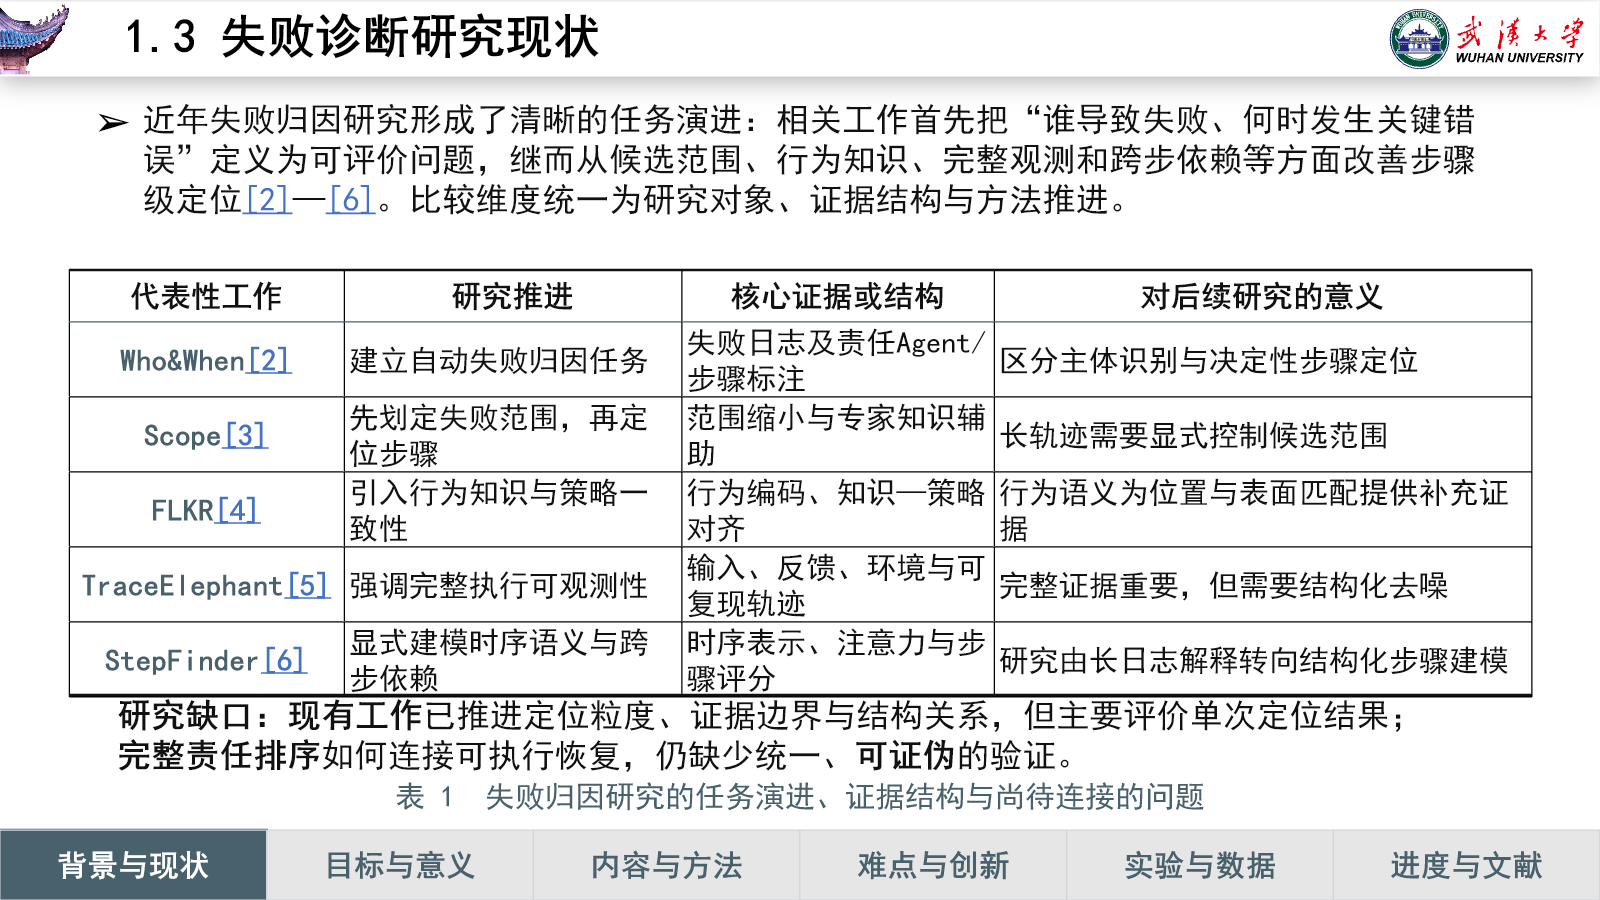 1.3 失败诊断研究现状
武汉大学
WUHAN UNIVERSITY
➢ 近年失败归因研究形成了清晰的任务演进：相关工作首先把“谁导致失败、何时发生关键错
误”定义为可评价问题，继而从候选范围、行为知识、完整观测和跨步依赖等方面改善步骤
级定位[2]—[6]。比较维度统一为研究对象、证据结构与方法推进。
代表性工作 研究推进 核心证据或结构 对后续研究的意义
Who&When[2] 建立自动失败归因任务 失败日志及责任Agent/
步骤标注 区分主体识别与决定性步骤定位
Scope[3] 先划定失败范围，再定
位步骤 范围缩小与专家知识辅
助 长轨迹需要显式控制候选范围
FLKR[4] 引入行为知识与策略一
致性 行为编码、知识—策略
对齐 行为语义为位置与表面匹配提供补充证
据
TraceElephant[5] 强调完整执行可观测性 输入、反馈、环境与可
复现轨迹 完整证据重要，但需要结构化去噪
StepFinder[6] 显式建模时序语义与跨
步依赖 时序表示、注意力与步
骤评分 研究由长日志解释转向结构化步骤建模
研究缺口：现有工作已推进定位粒度、证据边界与结构关系，但主要评价单次定位结果；
完整责任排序如何连接可执行恢复，仍缺少统一、可证伪的验证。
表 1 失败归因研究的任务演进、证据结构与尚待连接的问题
背景与现状 目标与意义 内容与方法 难点与创新 实验与数据 进度与文献